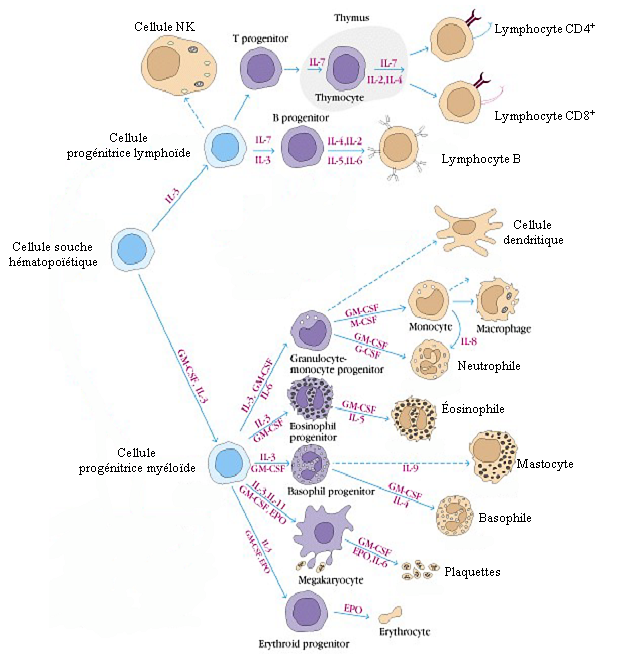 Cellule NK
Thymus
T progenitor
Lymphocyte CD4+
IL-7
IL-7
IL-2,IL-4
Thymocyte
Lymphocyte CD8+
B progenitor
Cellule
progénitrice lymphoïde
IL-7
IL-3
IL-4,IL-2
IL-5,IL-6
Lymphocyte B
IL-3
Cellule souche
hématopoïétique
Cellule
dendritique
GM-CSF
M-CSF
Monocyte
Macrophage
GM-CSF
G-CSF
IL-8
Neutrophile
Granulocyte-
monocyte progenitor
GM-CSF, IL-3
IL-3, GM-CSF
IL-6
IL-3
GM-CSF
Eosinophil
progenitor
GM-CSF
IL-5
Éosinophile
Cellule
progénitrice myéloïde
IL-3
GM-CSF
Basophil progenitor
IL-9
Mastocyte
GM-CSF
IL-4
Basophile
IL-3,IL-11
GM-CSF,EPO
Megakaryocyte
GM-CSF
EPO,IL-6
Plaquettes
IL-3
GM-CSF,EPO
Erythroid progenitor
EPO
Erythrocyte